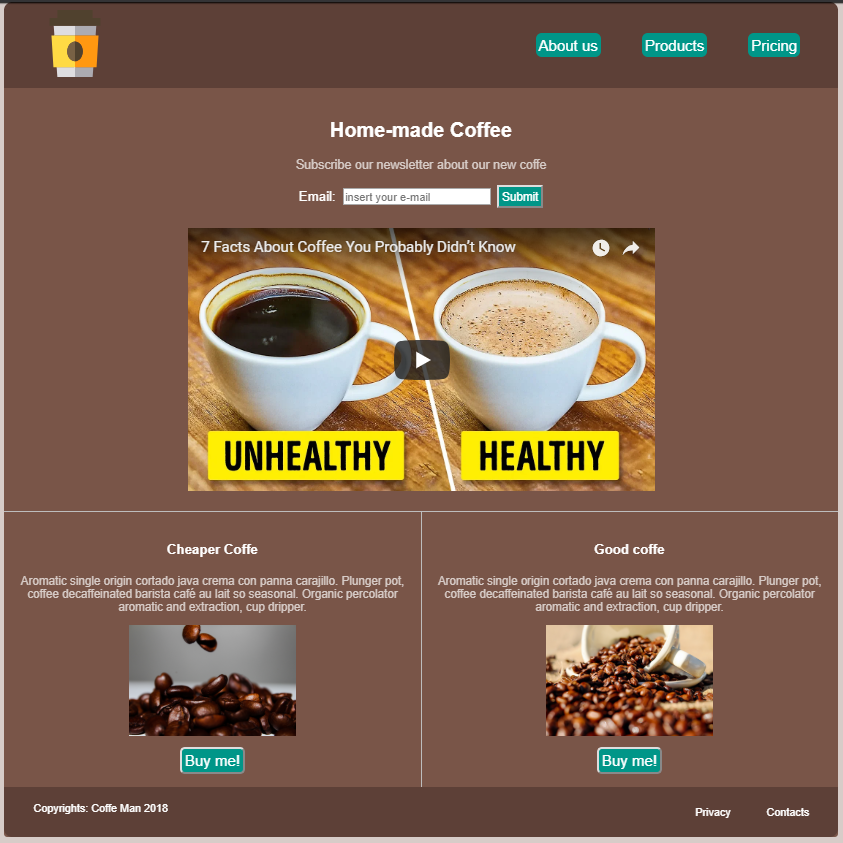 About us
Products
Pricing
Home-made Coffee
Subscribe our newsletter about our new coffe
Email: insert your e-mail Submit
7 Facts About Coffee You Probably Didn't Know
UNHEALTHY
HEALTHY
Cheaper Coffe
Aromatic single origin cortado java crema con panna carajillo. Plunger pot,
coffee decaffeinated barista café au lait so seasonal. Organic percolator
aromatic and extraction, cup dripper.
Buy me!
Good coffe
Aromatic single origin cortado java crema con panna carajillo. Plunger pot,
coffee decaffeinated barista café au lait so seasonal. Organic percolator
aromatic and extraction, cup dripper.
Buy me!
Copyrights: Coffe Man 2018
Privacy
Contacts